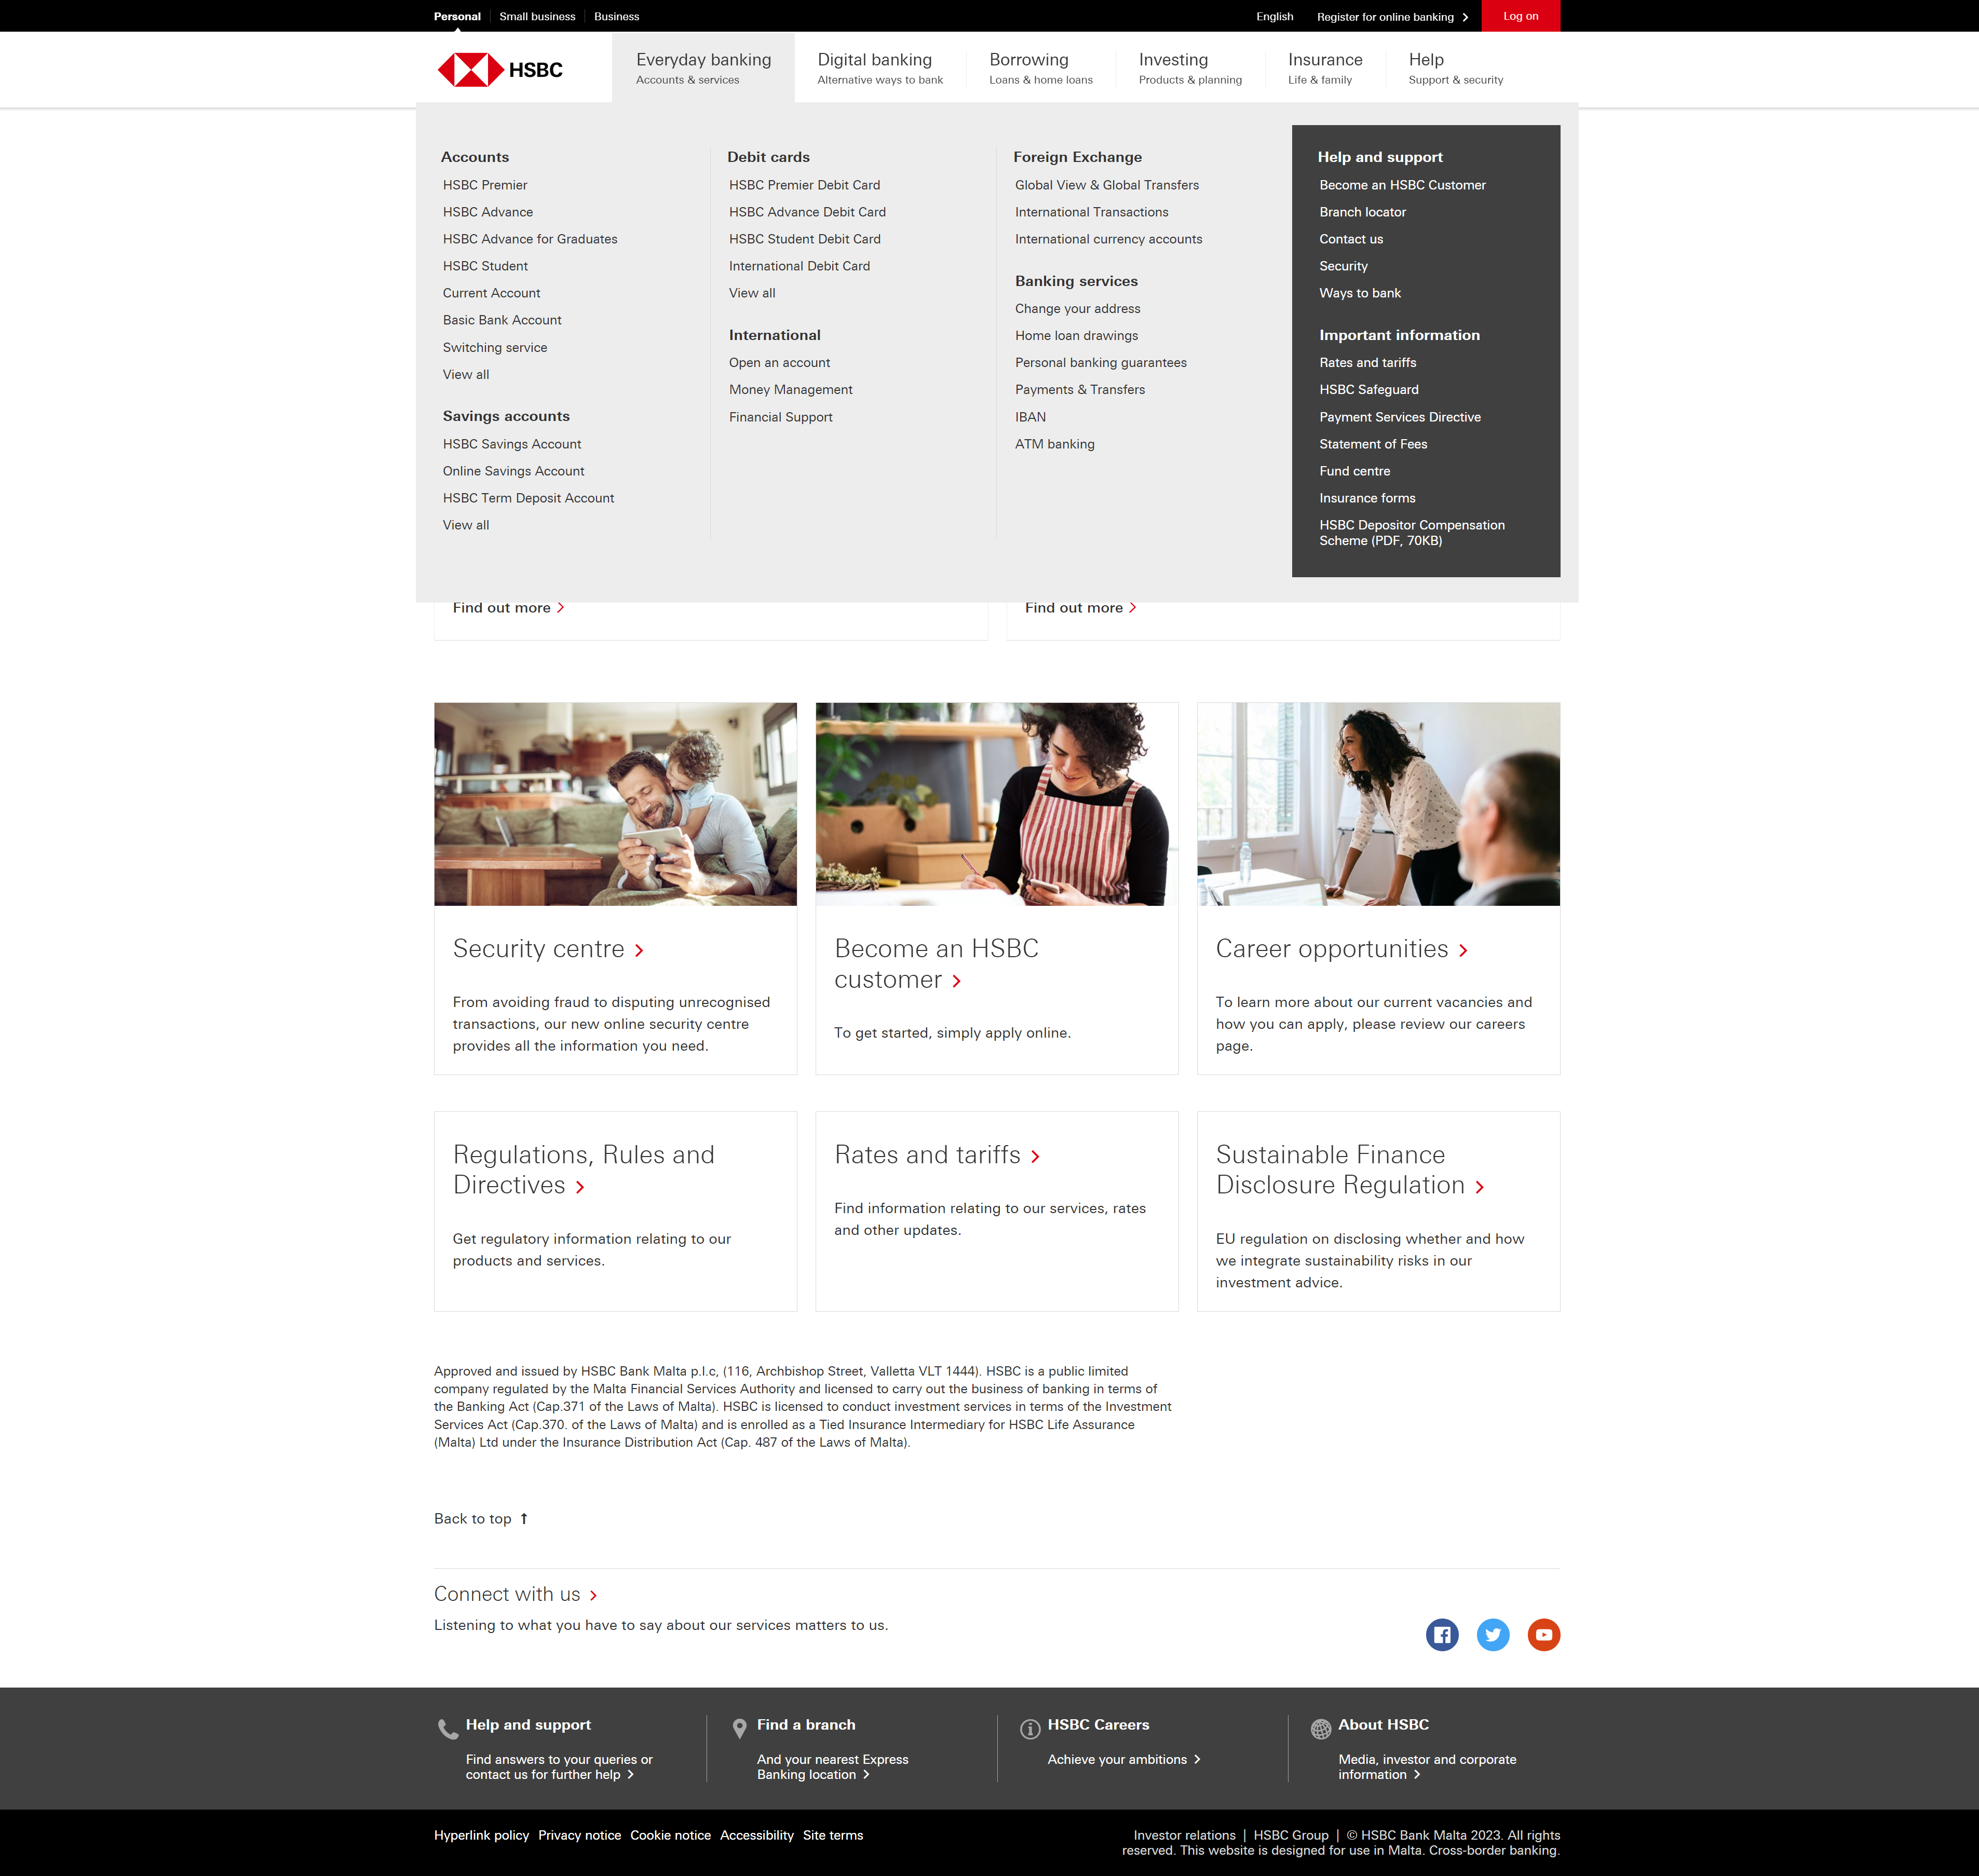 Personal
Small business
Business
English
Register for online banking
Log on
HSBC
Everyday banking
Accounts & services
Digital banking
Alternative ways to bank
Borrowing
Loans & home loans
Investing
Products & planning
Insurance
Life & family
Help
Support & security
Accounts
HSBC Premier
HSBC Advance
HSBC Advance for Graduates
HSBC Student
Current Account
Basic Bank Account
Switching service
View all
Savings accounts
HSBC Savings Account
Online Savings Account
HSBC Term Deposit Account
View all
Debit cards
HSBC Premier Debit Card
HSBC Advance Debit Card
HSBC Student Debit Card
International Debit Card
View all
International
Open an account
Money Management
Financial Support
Foreign Exchange
Global View & Global Transfers
International Transactions
International currency accounts
Banking services
Change your address
Home loan drawings
Personal banking guarantees
Payments & Transfers
IBAN
ATM banking
Help and support
Become an HSBC Customer
Branch locator
Contact us
Security
Ways to bank
Important information
Rates and tariffs
HSBC Safeguard
Payment Services Directive
Statement of Fees
Fund centre
Insurance forms
HSBC Depositor Compensation
Scheme (PDF, 70KB)
Find out more
Find out more
Security centre
From avoiding fraud to disputing unrecognised
transactions, our new online security centre
provides all the information you need.
Become an HSBC
customer
To get started, simply apply online.
Career opportunities
To learn more about our current vacancies and
how you can apply, please review our careers
page.
Regulations, Rules and
Directives
Get regulatory information relating to our
products and services.
Rates and tariffs
Find information relating to our services, rates
and other updates.
Sustainable Finance
Disclosure Regulation
EU regulation on disclosing whether and how
we integrate sustainability risks in our
investment advice.
Approved and issued by HSBC Bank Malta p.l.c, (116, Archbishop Street, Valletta VLT 1444). HSBC is a public limited
company regulated by the Malta Financial Services Authority and licensed to carry out the business of banking in terms of
the Banking Act (Cap.371 of the Laws of Malta). HSBC is licensed to conduct investment services in terms of the Investment
Services Act (Cap.370. of the Laws of Malta) and is enrolled as a Tied Insurance Intermediary for HSBC Life Assurance
(Malta) Ltd under the Insurance Distribution Act (Cap. 487 of the Laws of Malta).
Back to top
Connect with us
Listening to what you have to say about our services matters to us.
Help and support
Find answers to your queries or
contact us for further help
Find a branch
And your nearest Express
Banking location
HSBC Careers
Achieve your ambitions
About HSBC
Media, investor and corporate
information
Hyperlink policy
Privacy notice
Cookie notice
Accessibility
Site terms
Investor relations | HSBC Group | © HSBC Bank Malta 2023. All rights
reserved. This website is designed for use in Malta. Cross-border banking.